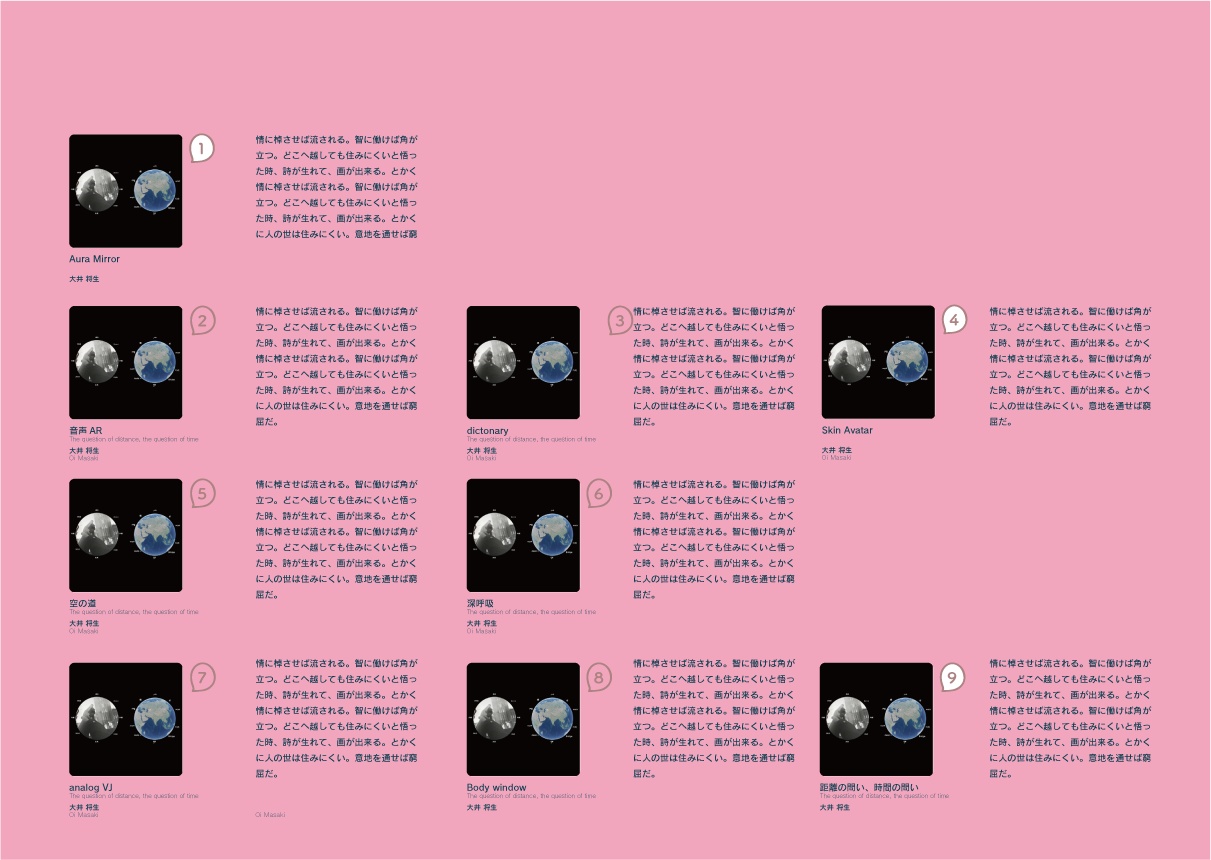 1
情に棹させば流される。智に働けば角が
立つ。どこへ越しても住みにくいと悟っ
た時、詩が生れて、画が出来る。とかく
情に棹させば流される。智に働けば角が
立つ。どこへ越しても住みにくいと悟っ
た時、詩が生れて、画が出来る。とかく
に人の世は住みにくい。意地を通せば窮
Aura Mirror
大井 将生
2
情に棹させば流される。智に働けば角が
立つ。どこへ越しても住みにくいと悟っ
た時、詩が生れて、画が出来る。とかく
情に棹させば流される。智に働けば角が
立つ。どこへ越しても住みにくいと悟っ
た時、詩が生れて、画が出来る。とかく
に人の世は住みにくい。意地を通せば窮
屈だ。
音声 AR
The question of distance, the question of time
大井 将生
Oi Masaki
3
情に棹させば流される。智に働けば角が
立つ。どこへ越しても住みにくいと悟っ
た時、詩が生れて、画が出来る。とかく
情に棹させば流される。智に働けば角が
立つ。どこへ越しても住みにくいと悟っ
た時、詩が生れて、画が出来る。とかく
に人の世は住みにくい。意地を通せば窮
屈だ。
dictonary
The question of distance, the question of time
大井 将生
Oi Masaki
4
情に棹させば流される。智に働けば角が
立つ。どこへ越しても住みにくいと悟っ
た時、詩が生れて、画が出来る。とかく
情に棹させば流される。智に働けば角が
立つ。どこへ越しても住みにくいと悟っ
た時、詩が生れて、画が出来る。とかく
に人の世は住みにくい。意地を通せば窮
屈だ。
Skin Avatar
大井 将生
Oi Masaki
5
情に棹させば流される。智に働けば角が
立つ。どこへ越しても住みにくいと悟っ
た時、詩が生れて、画が出来る。とかく
情に棹させば流される。智に働けば角が
立つ。どこへ越しても住みにくいと悟っ
た時、詩が生れて、画が出来る。とかく
に人の世は住みにくい。意地を通せば窮
屈だ。
空の道
The question of distance, the question of time
大井 将生
Oi Masaki
6
情に棹させば流される。智に働けば角が
立つ。どこへ越しても住みにくいと悟っ
た時、詩が生れて、画が出来る。とかく
情に棹させば流される。智に働けば角が
立つ。どこへ越しても住みにくいと悟っ
た時、詩が生れて、画が出来る。とかく
に人の世は住みにくい。意地を通せば窮
屈だ。
深呼吸
The question of distance, the question of time
大井 将生
Oi Masaki
7
情に棹させば流される。智に働けば角が
立つ。どこへ越しても住みにくいと悟っ
た時、詩が生れて、画が出来る。とかく
情に棹させば流される。智に働けば角が
立つ。どこへ越しても住みにくいと悟っ
た時、詩が生れて、画が出来る。とかく
に人の世は住みにくい。意地を通せば窮
屈だ。
analog VJ
The question of distance, the question of time
大井 将生
Oi Masaki
Oi Masaki
8
情に棹させば流される。智に働けば角が
立つ。どこへ越しても住みにくいと悟っ
た時、詩が生れて、画が出来る。とかく
情に棹させば流される。智に働けば角が
立つ。どこへ越しても住みにくいと悟っ
た時、詩が生れて、画が出来る。とかく
に人の世は住みにくい。意地を通せば窮
屈だ。
Body window
The question of distance, the question of time
大井 将生
9
情に棹させば流される。智に働けば角が
立つ。どこへ越しても住みにくいと悟っ
た時、詩が生れて、画が出来る。とかく
情に棹させば流される。智に働けば角が
立つ。どこへ越しても住みにくいと悟っ
た時、詩が生れて、画が出来る。とかく
に人の世は住みにくい。意地を通せば窮
屈だ。
距離の問い、時間の問い
The question of distance, the question of time
大井 将生